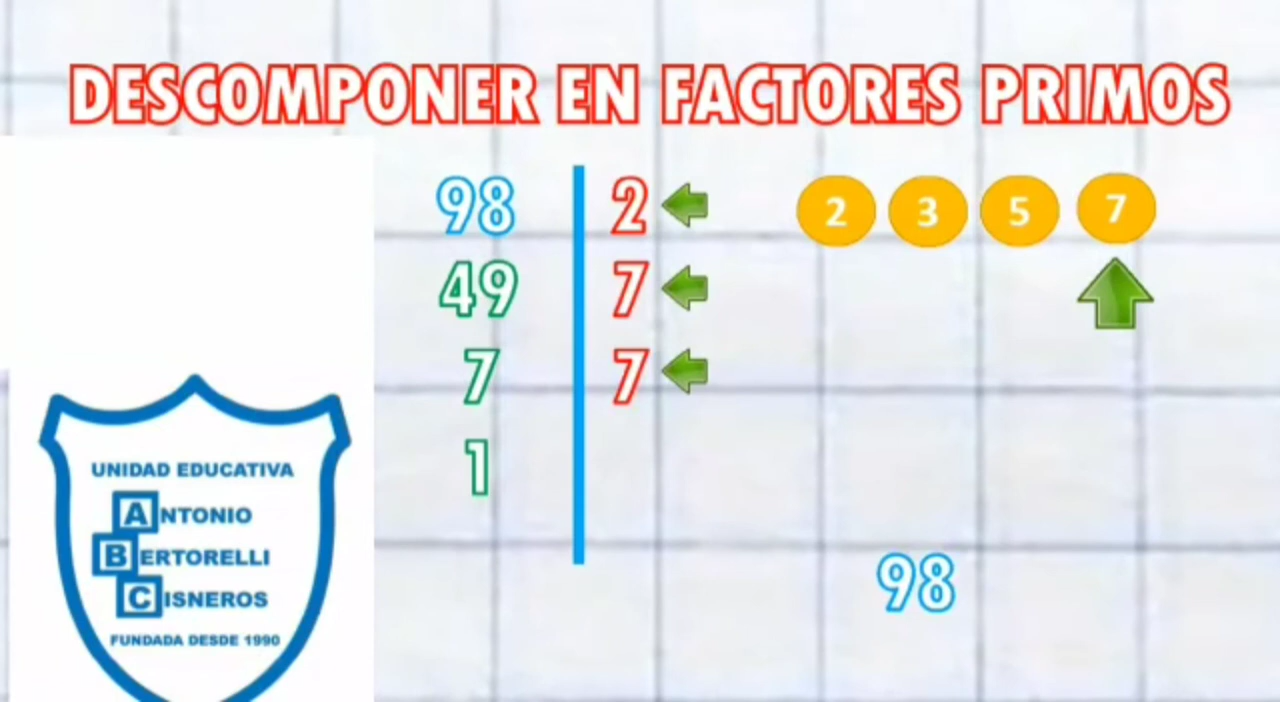 DESCOMPONER EN FACTORES PRIMOS
98 2 2 3 5 7
49 7
7 7
1
98
UNIDAD EDUCATIVA
ANTONIO
BERTORELLI
CISNEROS
FUNDADA DESDE 1990